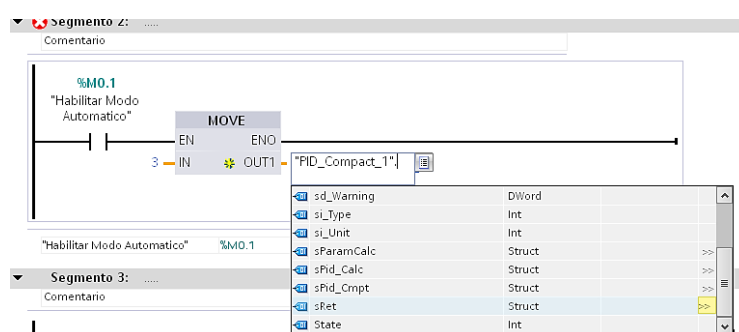 Segmento 2: .....
Comentario
%M0.1
"Habilitar Modo
Automatico"
MOVE
EN ENO
3 IN OUT1 "PID_Compact_1".
sd_Warning DWord
si_Type Int
si_Unit Int
sParamCalc Struct >>
sPid_Calc Struct >>
sPid_Cmpt Struct >>
sRet Struct >>
State Int
"Habilitar Modo Automatico" %M0.1
Segmento 3: .....
Comentario